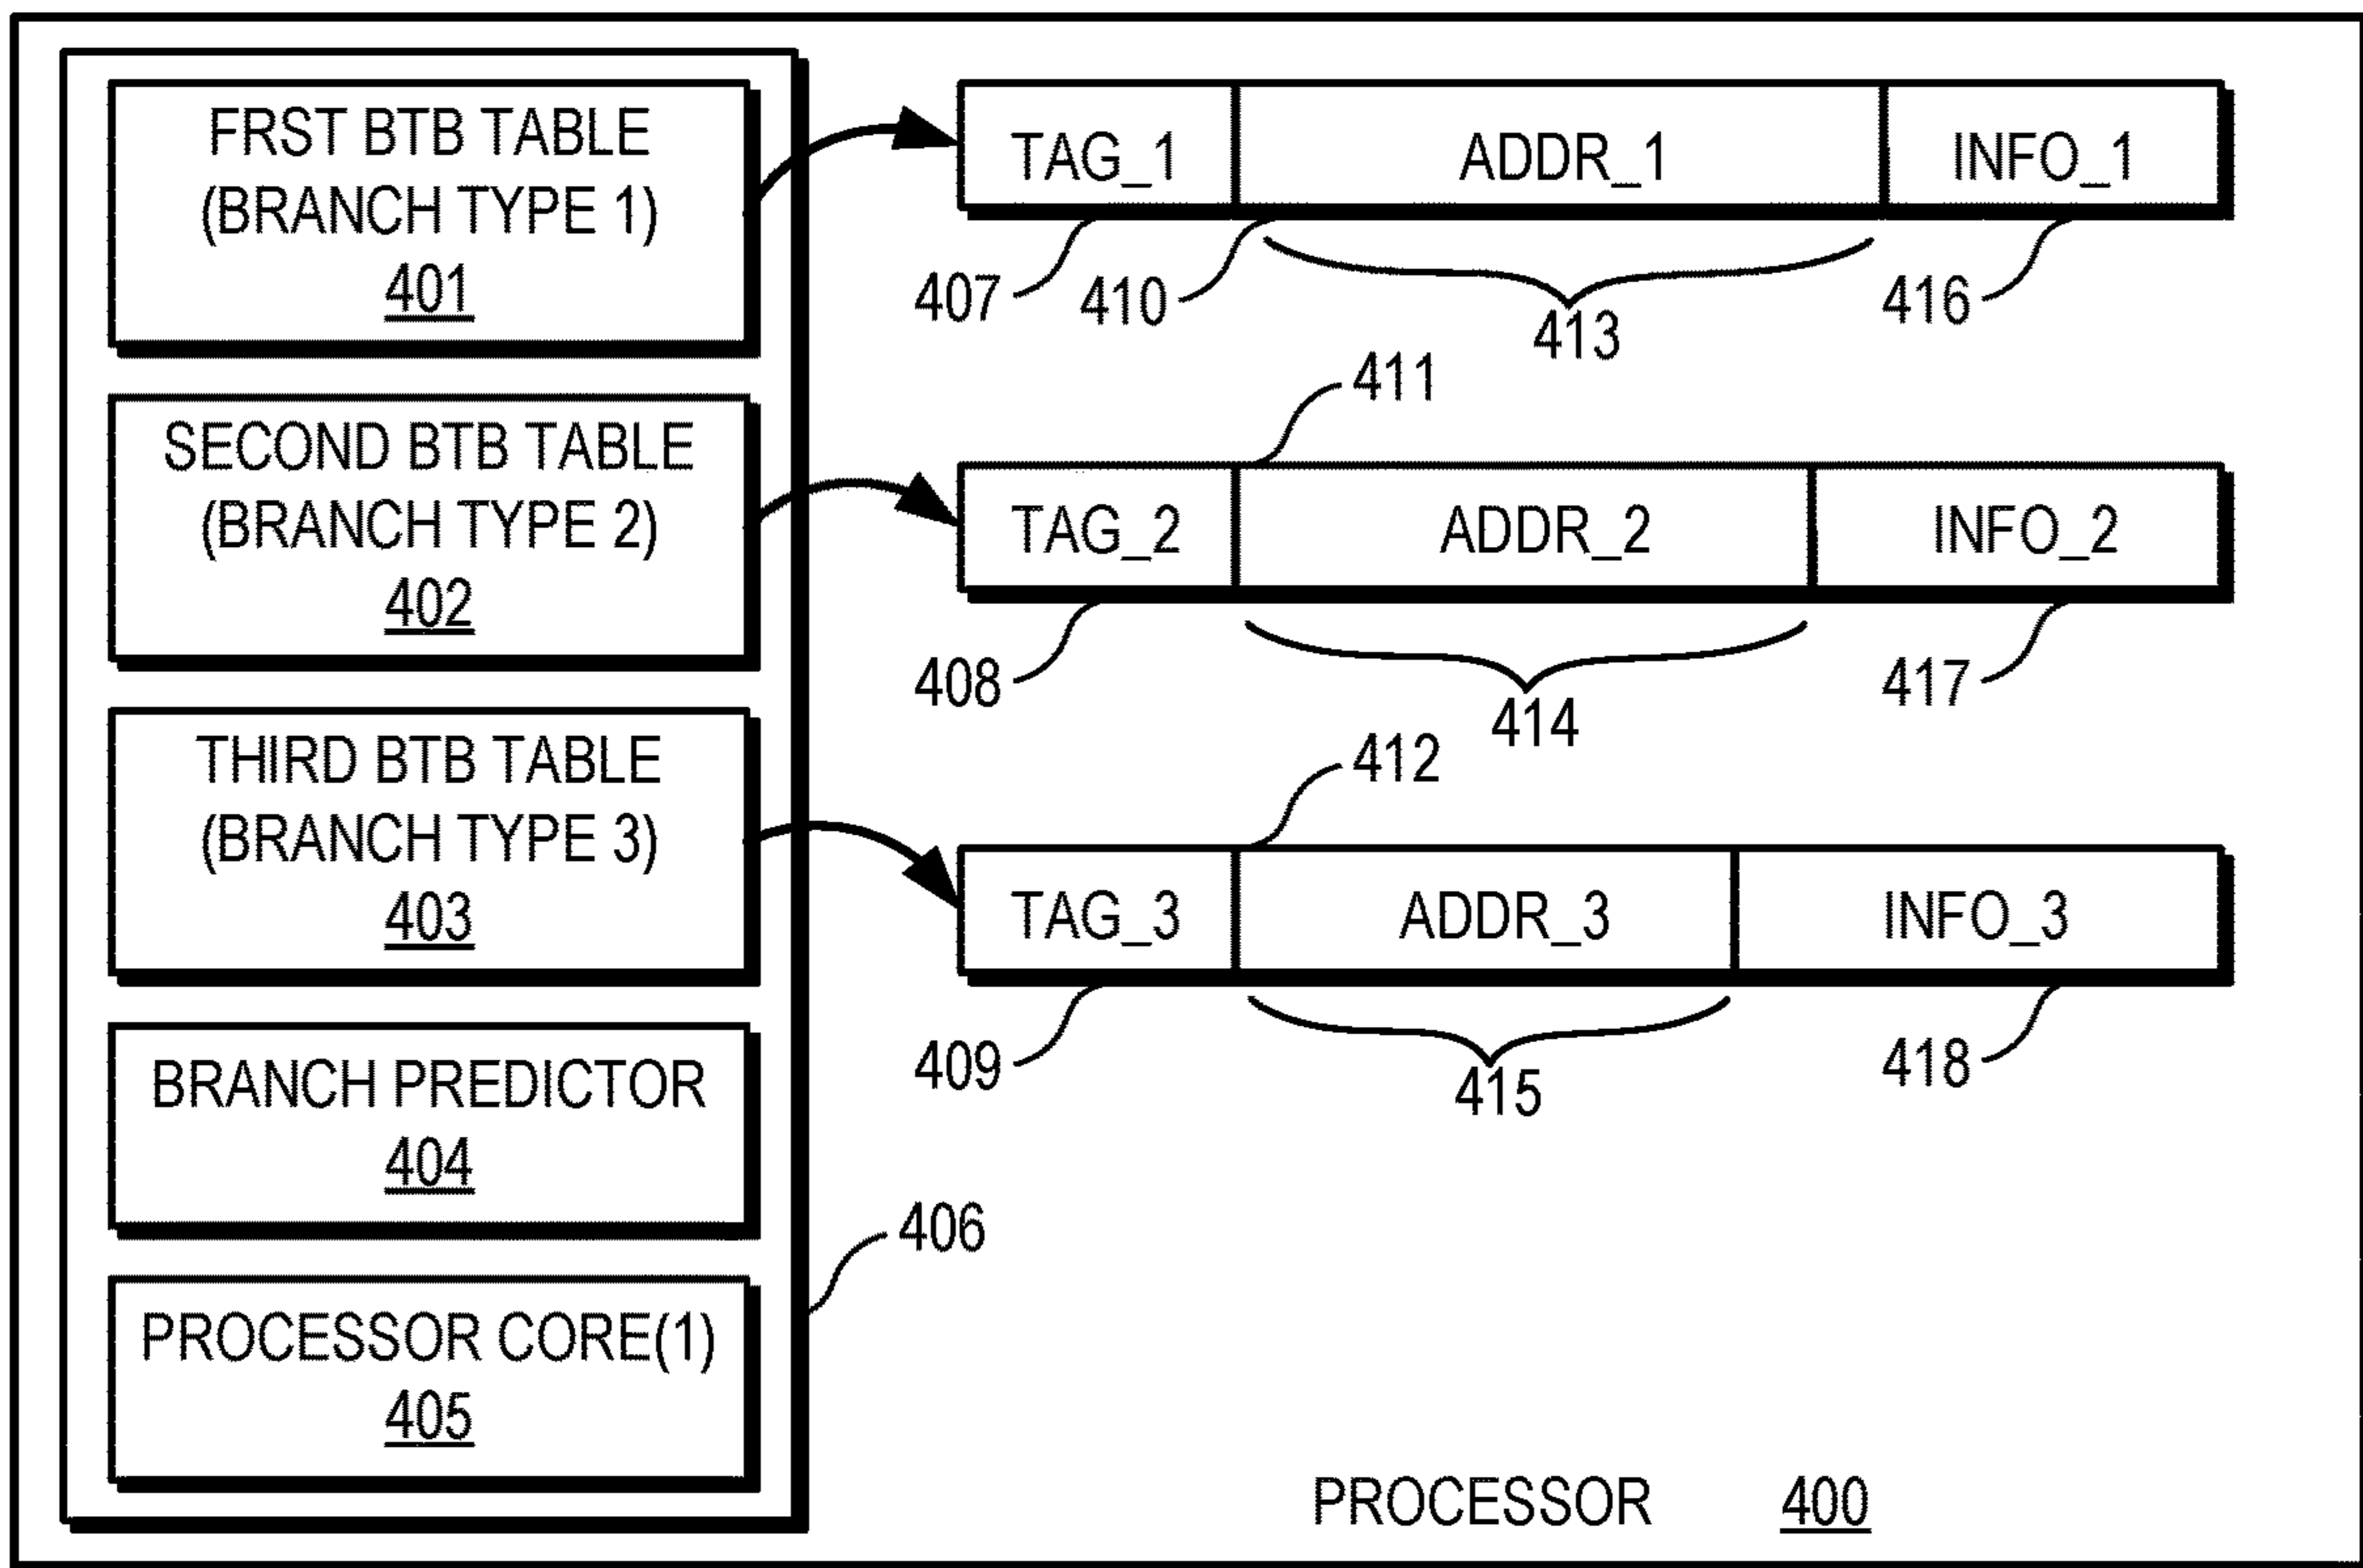 FRST BTB TABLE
(BRANCH TYPE 1)
401
TAG_1 ADDR_1 INFO_1
407 410 413 416
SECOND BTB TABLE
(BRANCH TYPE 2)
402
411
TAG_2 ADDR_2 INFO_2
408 414 417
THIRD BTB TABLE
(BRANCH TYPE 3)
403
412
TAG_3 ADDR_3 INFO_3
409 415 418
BRANCH PREDICTOR
404
406
PROCESSOR CORE(1)
405
PROCESSOR 400